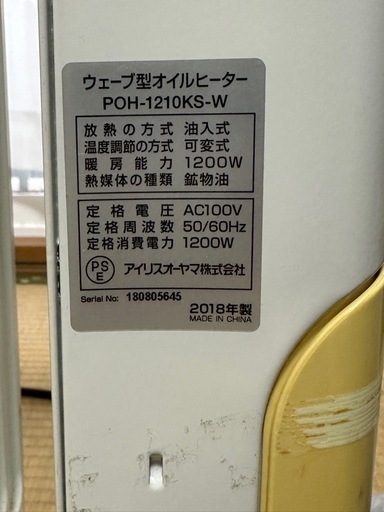 ウェーブ型オイルヒーター
POH-1210KS-W
放熱の方式 油入式
温度調節の方式 可変式
暖房能力 1200W
熱媒体の種類 鉱物油
定格電圧 AC100V
定格周波数 50/60Hz
定格消費電力 1200W
PS
E
アイリスオーヤマ株式会社
Serial No: 180805645
2018年製
MADE IN CHINA